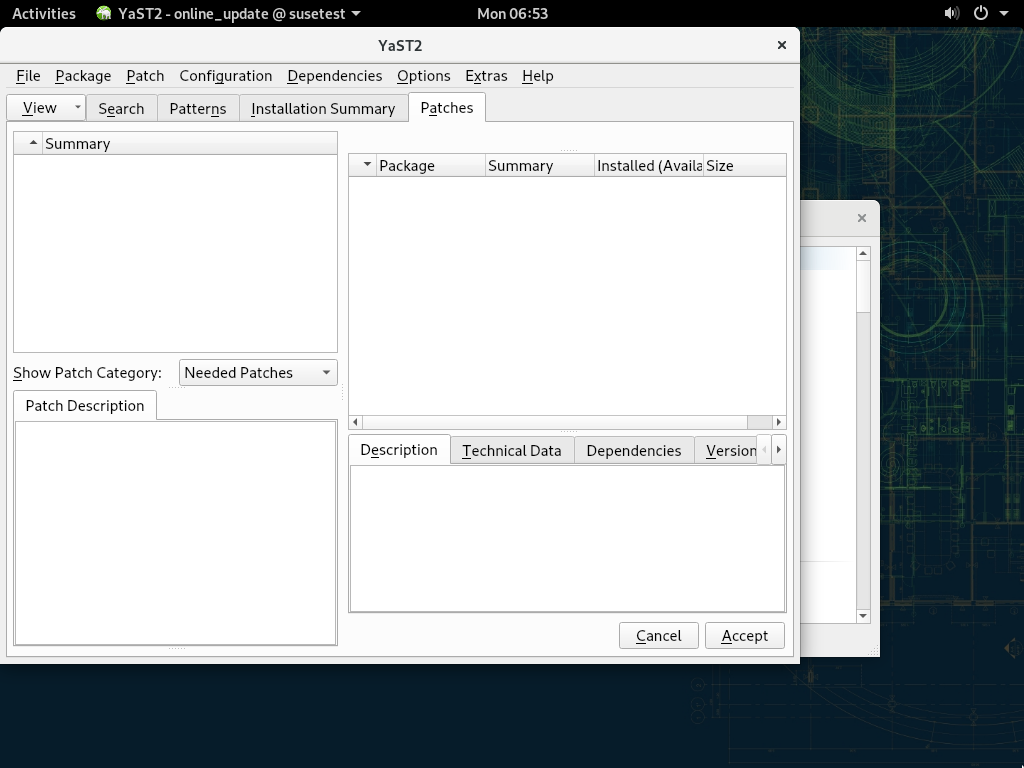 Activities YaST2 - online_update @ susetest Mon 06:53
YaST2
File Package Patch Configuration Dependencies Options Extras Help
View Search Patterns Installation Summary Patches
Summary
Package Summary Installed (Availa Size
Show Patch Category: Needed Patches
Patch Description
Description Technical Data Dependencies Version
Cancel Accept